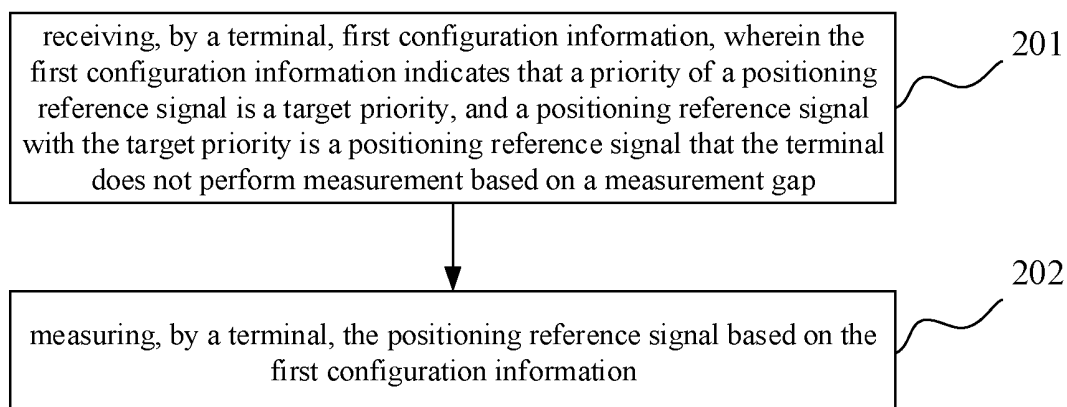 receiving, by a terminal, first configuration information, wherein the
first configuration information indicates that a priority of a positioning
reference signal is a target priority, and a positioning reference signal
with the target priority is a positioning reference signal that the terminal
does not perform measurement based on a measurement gap
201
measuring, by a terminal, the positioning reference signal based on the
first configuration information
202